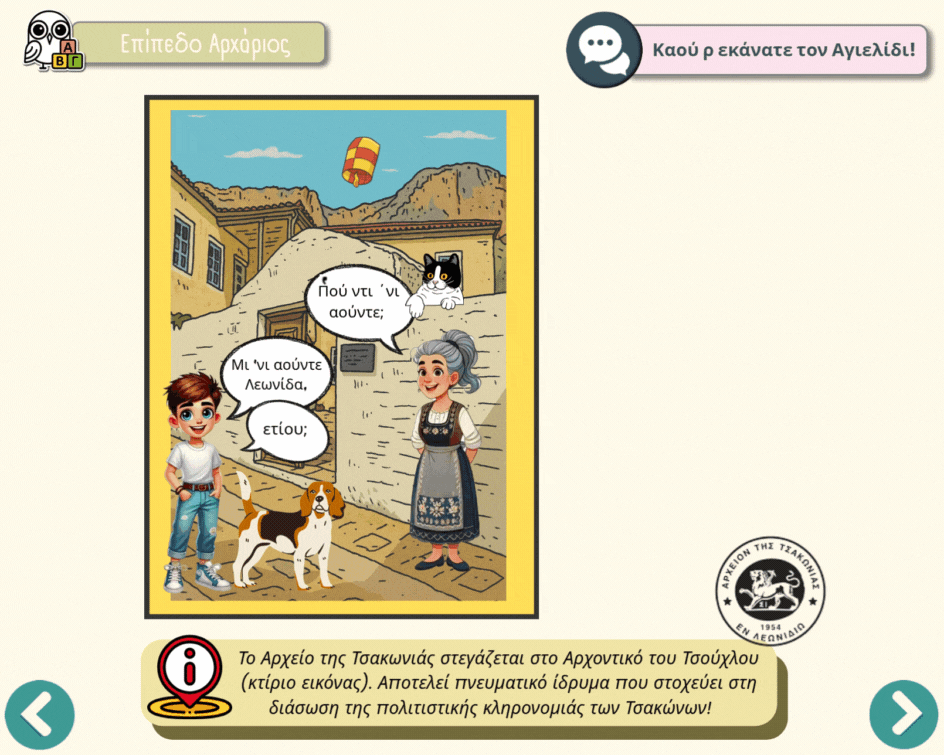 Επίπεδο Αρχάριος
Α
Β Γ
Καού ρ εκάνατε τον Αγιελίδι!
Πού ντι ΄νι
αούντε;
Μι 'νι αούντε
Λεωνίδα,
ετίου;
ΑΡΧΕΙΟΝ ΤΗΣ ΤΣΑΚΩΝΙΑΣ
1954
ΕΝ ΛΕΩΝΙΔΙΩ
Το Αρχείο της Τσακωνιάς στεγάζεται στο Αρχοντικό του Τσούχλου
(κτίριο εικόνας). Αποτελεί πνευματικό ίδρυμα που στοχεύει στη
διάσωση της πολιτιστικής κληρονομιάς των Τσακώνων!